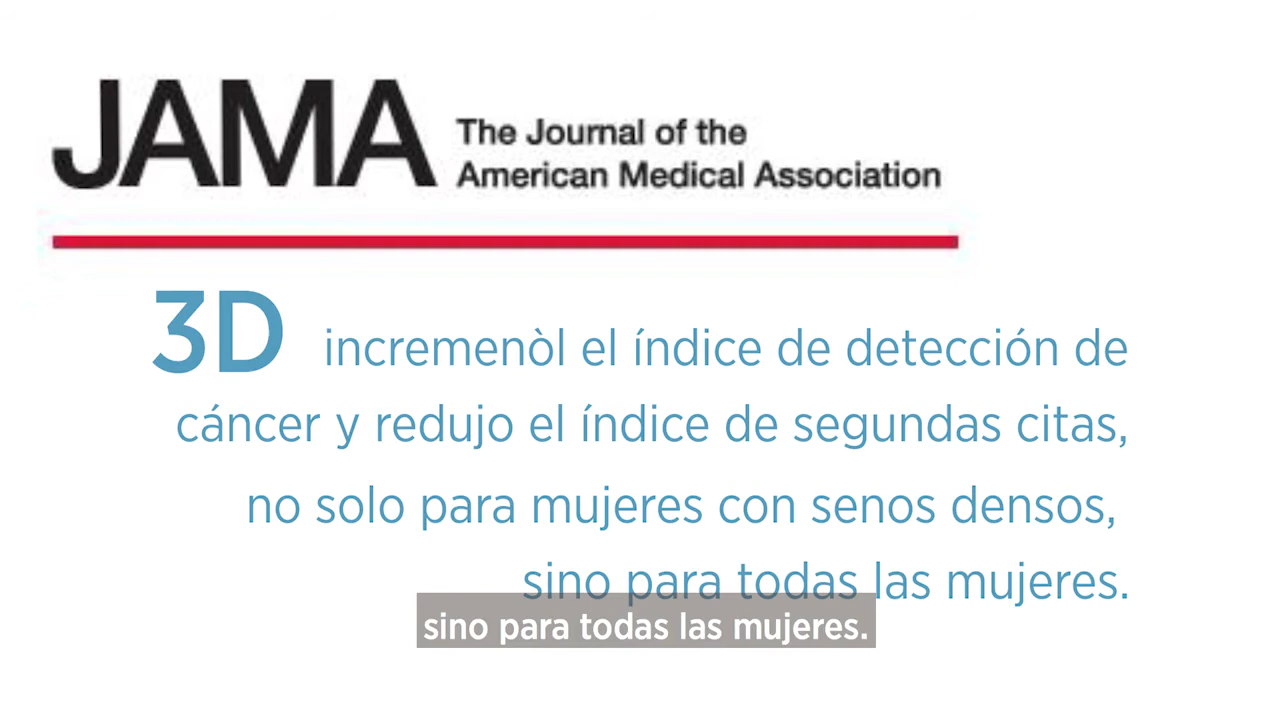 JAMA The Journal of the
American Medical Association
3D incremenòl el índice de detección de
cáncer y redujo el índice de segundas citas,
no solo para mujeres con senos densos,
sino para todas las mujeres.
sino para todas las mujeres.